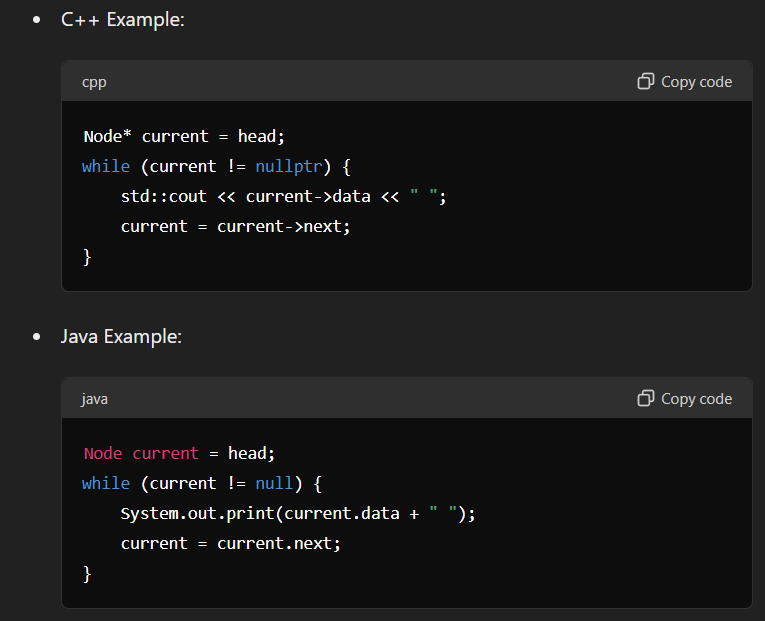 C++ Example:
cpp
Copy code
Node* current = head;
while (current != nullptr) {
    std::cout << current->data << " ";
    current = current->next;
}
Java Example:
java
Copy code
Node current = head;
while (current != null) {
    System.out.print(current.data + " ");
    current = current.next;
}